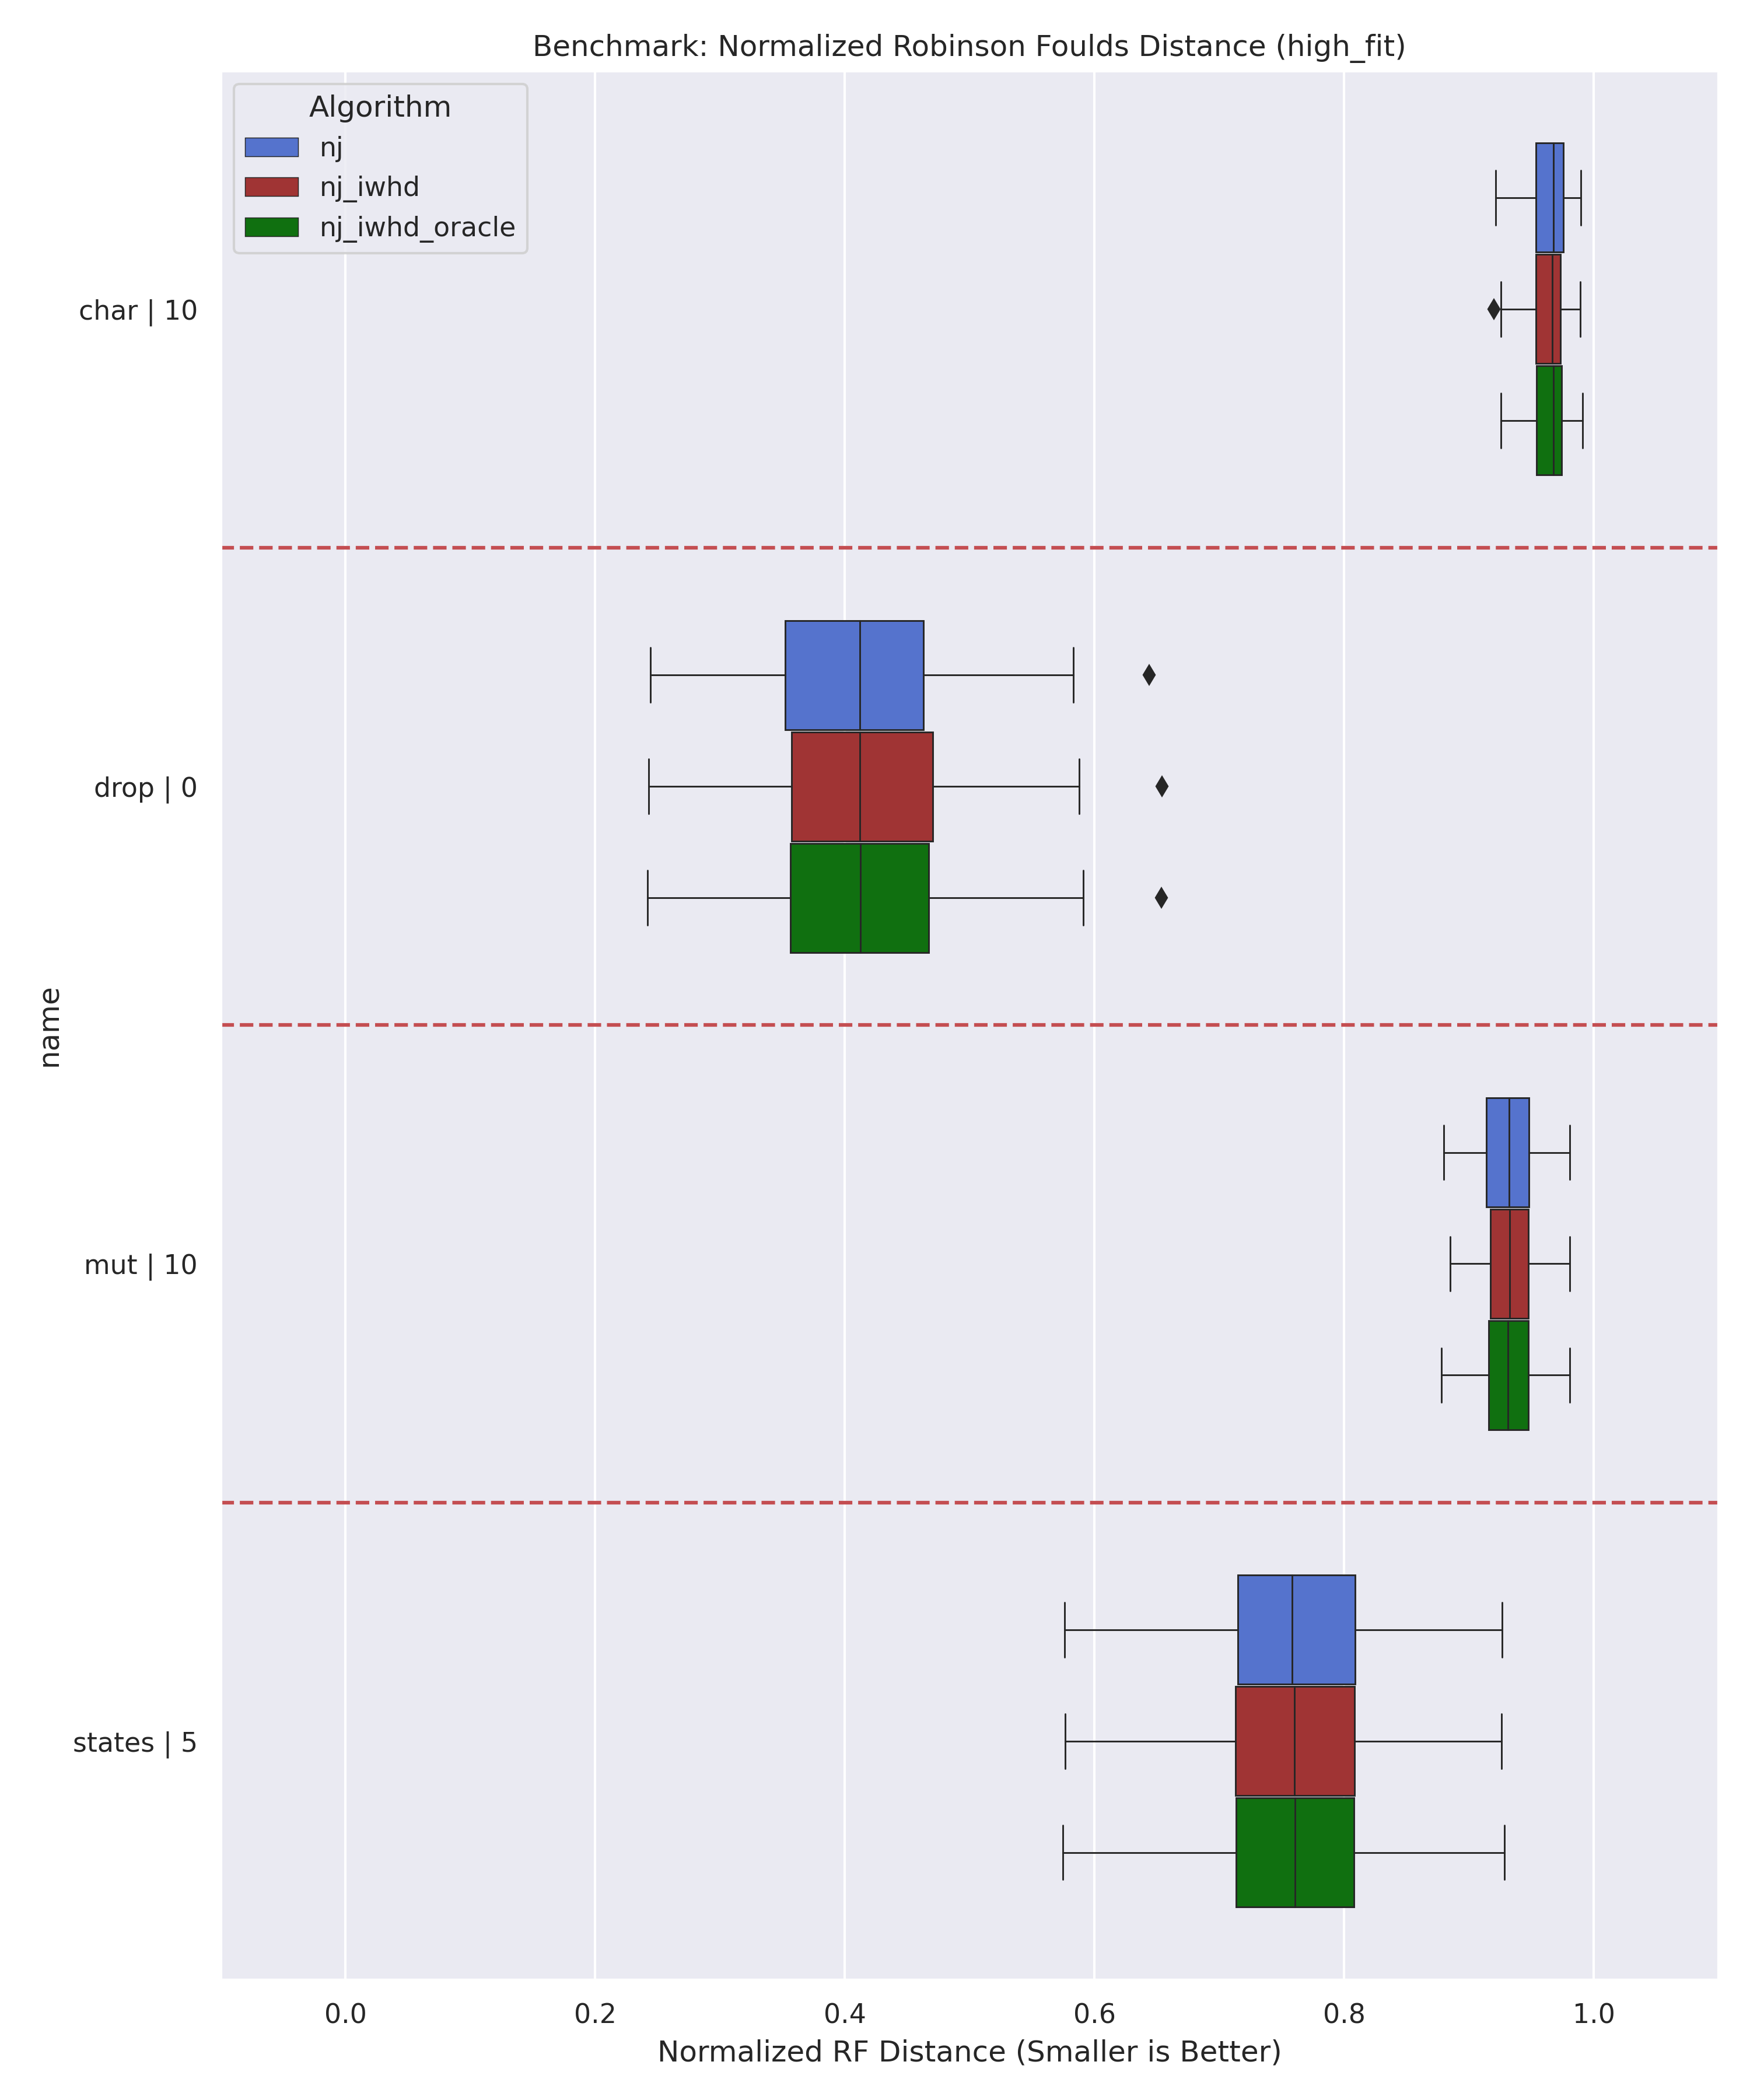 Benchmark: Normalized Robinson Foulds Distance (high_fit)
Algorithm
nj
nj_iwhd
nj_iwhd_oracle
char | 10
drop | 0
mut | 10
states | 5
name
0.0 0.2 0.4 0.6 0.8 1.0
Normalized RF Distance (Smaller is Better)